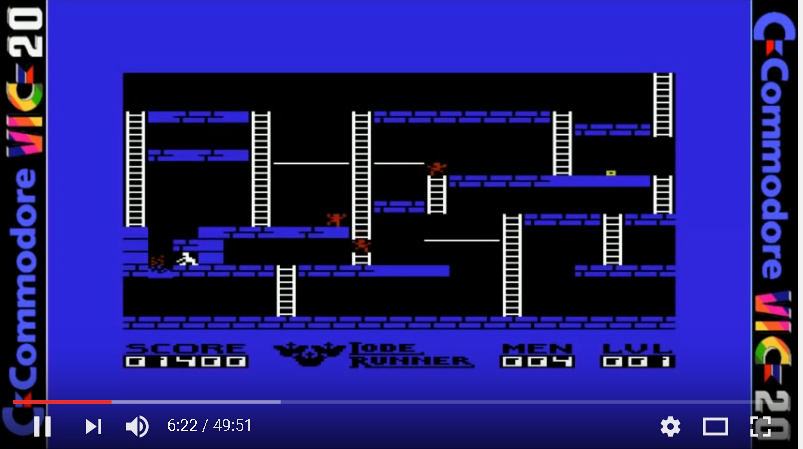 Commodore VIC 20
SCORE
01400
LODE
RUNNER
MEN
004
LVL
001
Commodore VIC 20
6:22 / 49:51